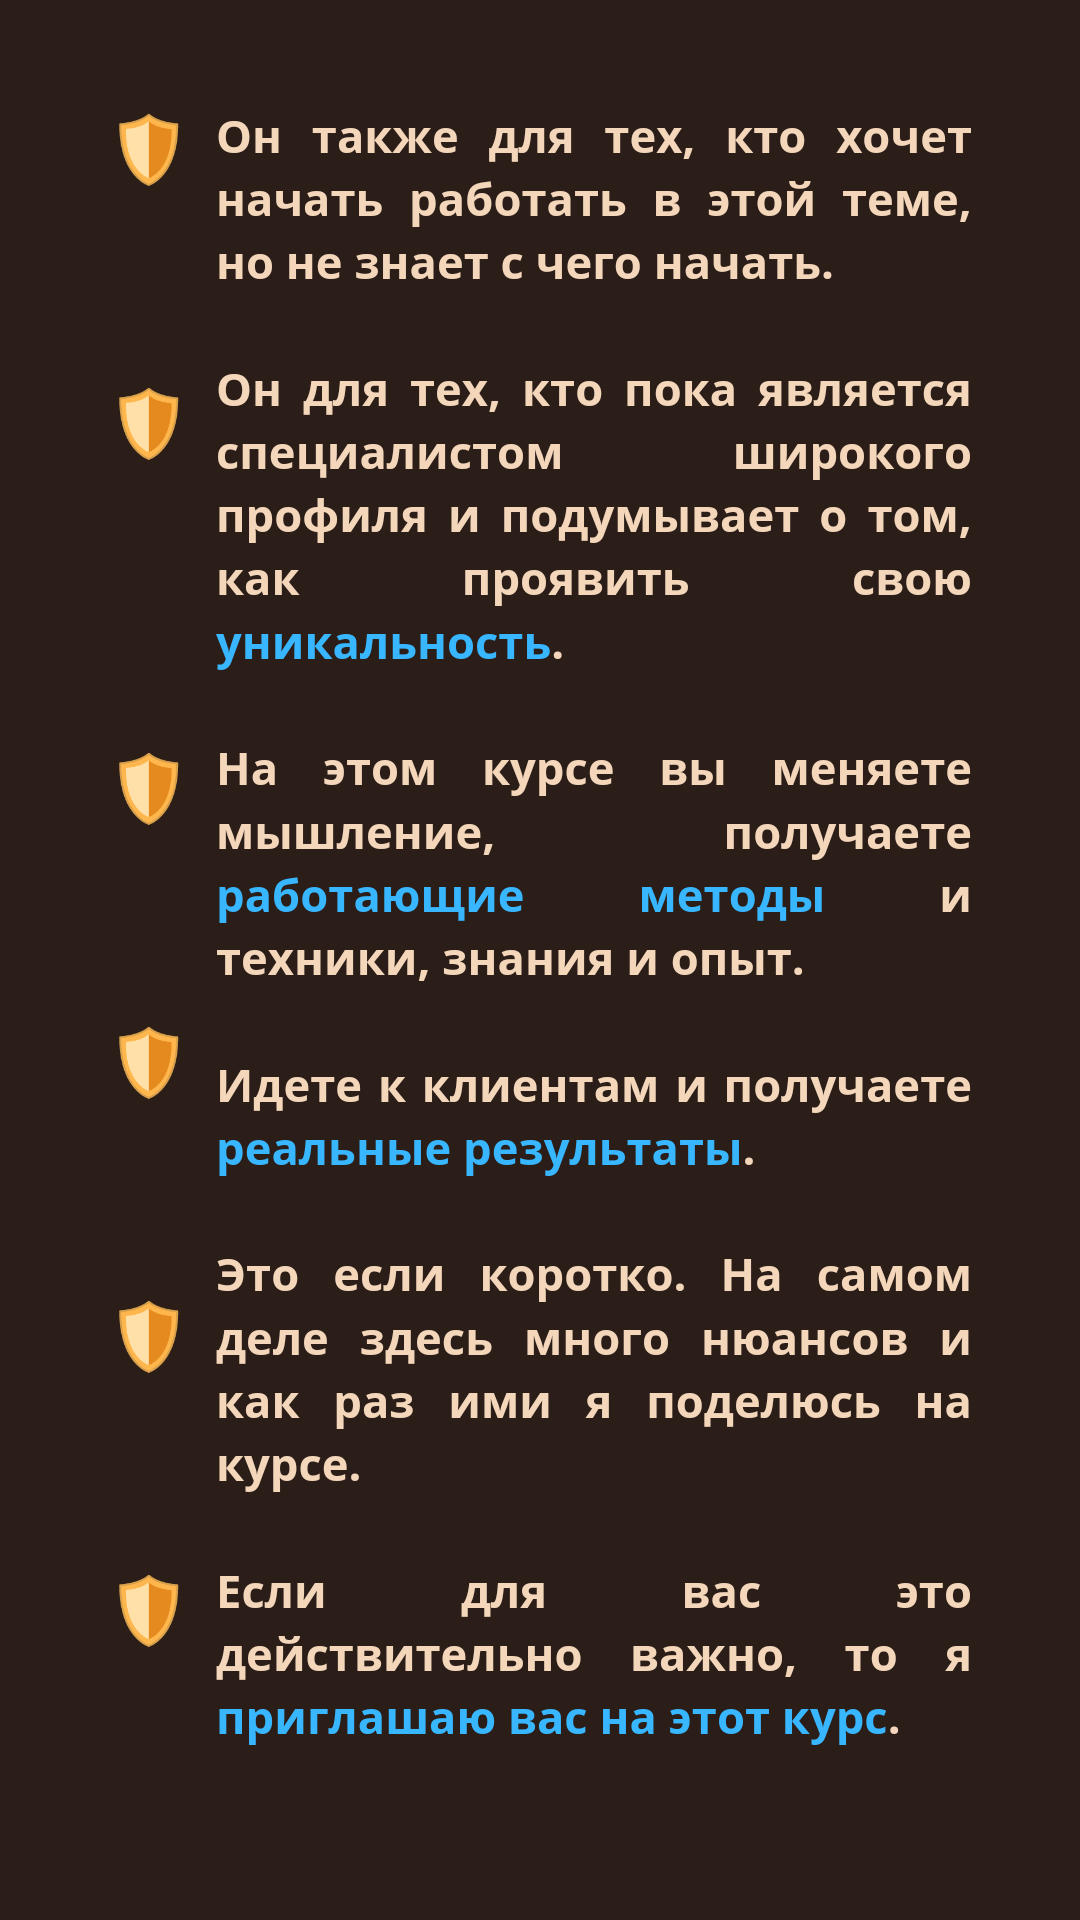 Он также для тех, кто хочет
начать работать в этой теме,
но не знает с чего начать.
Он для тех, кто пока является
специалистом широкого
профиля и подумывает о том,
как проявить свою
уникальность.
На этом курсе вы меняете
мышление, получаете
работающие методы и
техники, знания и опыт.
Идете к клиентам и получаете
реальные результаты.
Это если коротко. На самом
деле здесь много нюансов и
как раз ими я поделюсь на
курсе.
Если для вас это
действительно важно, то я
приглашаю вас на этот курс.